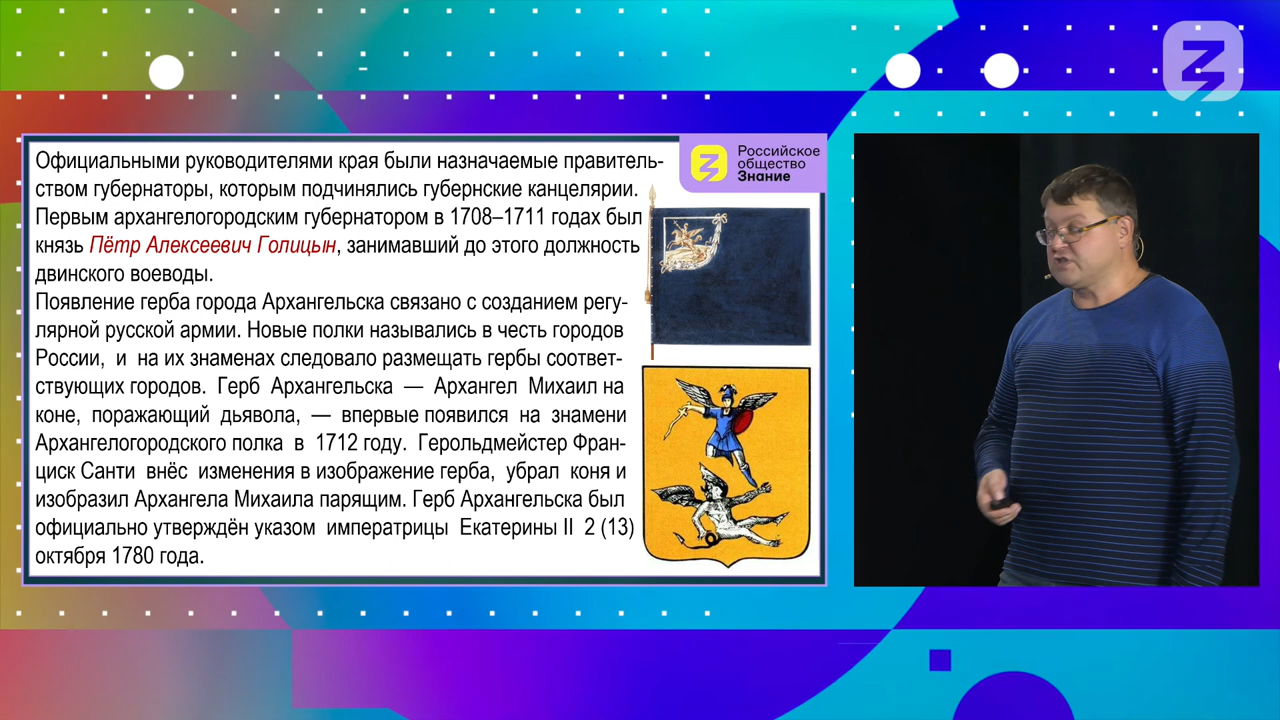 Официальными руководителями края были назначаемые правитель-
ством губернаторы, которым подчинялись губернские канцелярии.
Первым архангелогородским губернатором в 1708–1711 годах был
князь Пётр Алексеевич Голицын, занимавший до этого должность
двинского воеводы.
Появление герба города Архангельска связано с созданием регу-
лярной русской армии. Новые полки назывались в честь городов
России, и на их знаменах следовало размещать гербы соответ-
ствующих городов. Герб Архангельска — Архангел Михаил на
коне, поражающий дьявола, — впервые появился на знамени
Архангелогородского полка в 1712 году. Герольдмейстер Фран-
циск Санти внёс изменения в изображение герба, убрал коня и
изобразил Архангела Михаила парящим. Герб Архангельска был
официально утверждён указом императрицы Екатерины II 2 (13)
октября 1780 года.
Российское
общество
Знание